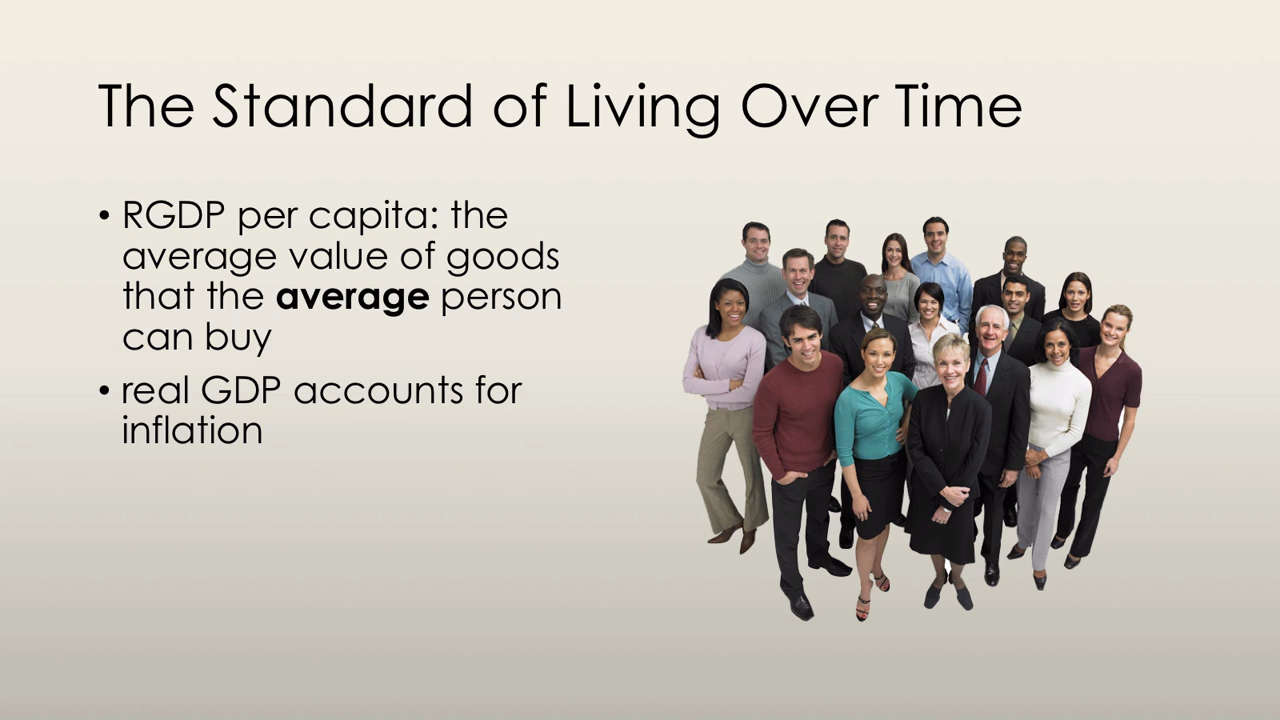 The Standard of Living Over Time
• RGDP per capita: the
average value of goods
that the average person
can buy
• real GDP accounts for
inflation